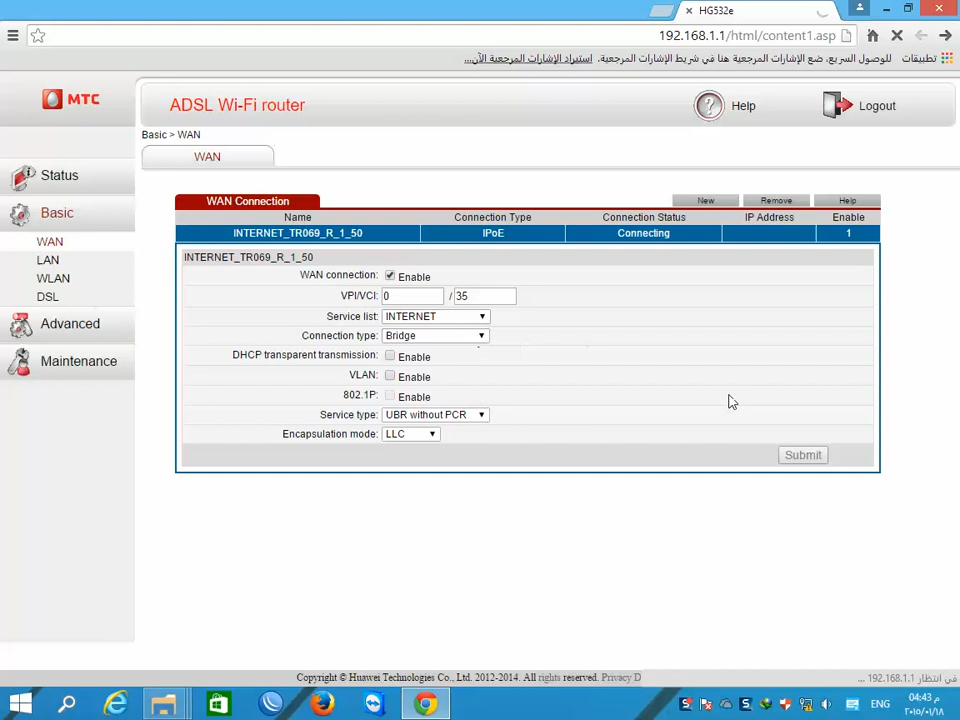 HG532e
192.168.1.1/html/content1.asp
تطبيقات للوصول السريع، ضع الإشارات المرجعية هنا في شريط الإشارات المرجعية. استيراد الإشارات المرجعية الآن...
MTC
ADSL Wi-Fi router
? Help
Logout
Basic > WAN
WAN
Status
Basic
WAN
LAN
WLAN
DSL
Advanced
Maintenance
WAN Connection
New Remove Help
Name Connection Type Connection Status IP Address Enable
INTERNET_TR069_R_1_50 IPoE Connecting 1
INTERNET_TR069_R_1_50
WAN connection: Enable
VPI/VCI: 0 / 35
Service list: INTERNET
Connection type: Bridge
DHCP transparent transmission: Enable
VLAN: Enable
802.1P: Enable
Service type: UBR without PCR
Encapsulation mode: LLC
Submit
Copyright © Huawei Technologies Co., Ltd. 2012-2014. All rights reserved. Privacy D
في انتظار 192.168.1.1 ...
ENG
04:43 م
٢٠١٥/٠١/١٨